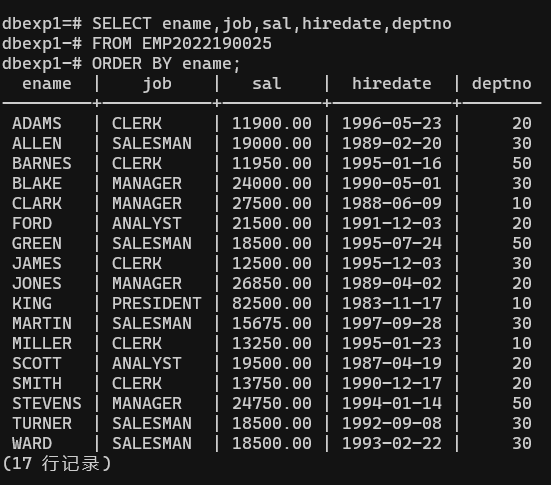 dbexp1=# SELECT ename,job,sal,hiredate,deptno
dbexp1-# FROM EMP2022190025
dbexp1-# ORDER BY ename;
  ename   |    job    |   sal    |  hiredate  | deptno
----------+-----------+----------+------------+--------
 ADAMS    | CLERK     | 11900.00 | 1996-05-23 |     20
 ALLEN    | SALESMAN  | 19000.00 | 1989-02-20 |     30
 BARNES   | CLERK     | 11950.00 | 1995-01-16 |     50
 BLAKE    | MANAGER   | 24000.00 | 1990-05-01 |     30
 CLARK    | MANAGER   | 27500.00 | 1988-06-09 |     10
 FORD     | ANALYST   | 21500.00 | 1991-12-03 |     20
 GREEN    | SALESMAN  | 18500.00 | 1995-07-24 |     50
 JAMES    | CLERK     | 12500.00 | 1995-12-03 |     30
 JONES    | MANAGER   | 26850.00 | 1989-04-02 |     20
 KING     | PRESIDENT | 82500.00 | 1983-11-17 |     10
 MARTIN   | SALESMAN  | 15675.00 | 1997-09-28 |     30
 MILLER   | CLERK     | 13250.00 | 1995-01-23 |     10
 SCOTT    | ANALYST   | 19500.00 | 1987-04-19 |     20
 SMITH    | CLERK     | 13750.00 | 1990-12-17 |     20
 STEVENS  | MANAGER   | 24750.00 | 1994-01-14 |     50
 TURNER   | SALESMAN  | 18500.00 | 1992-09-08 |     30
 WARD     | SALESMAN  | 18500.00 | 1993-02-22 |     30
(17 行记录)